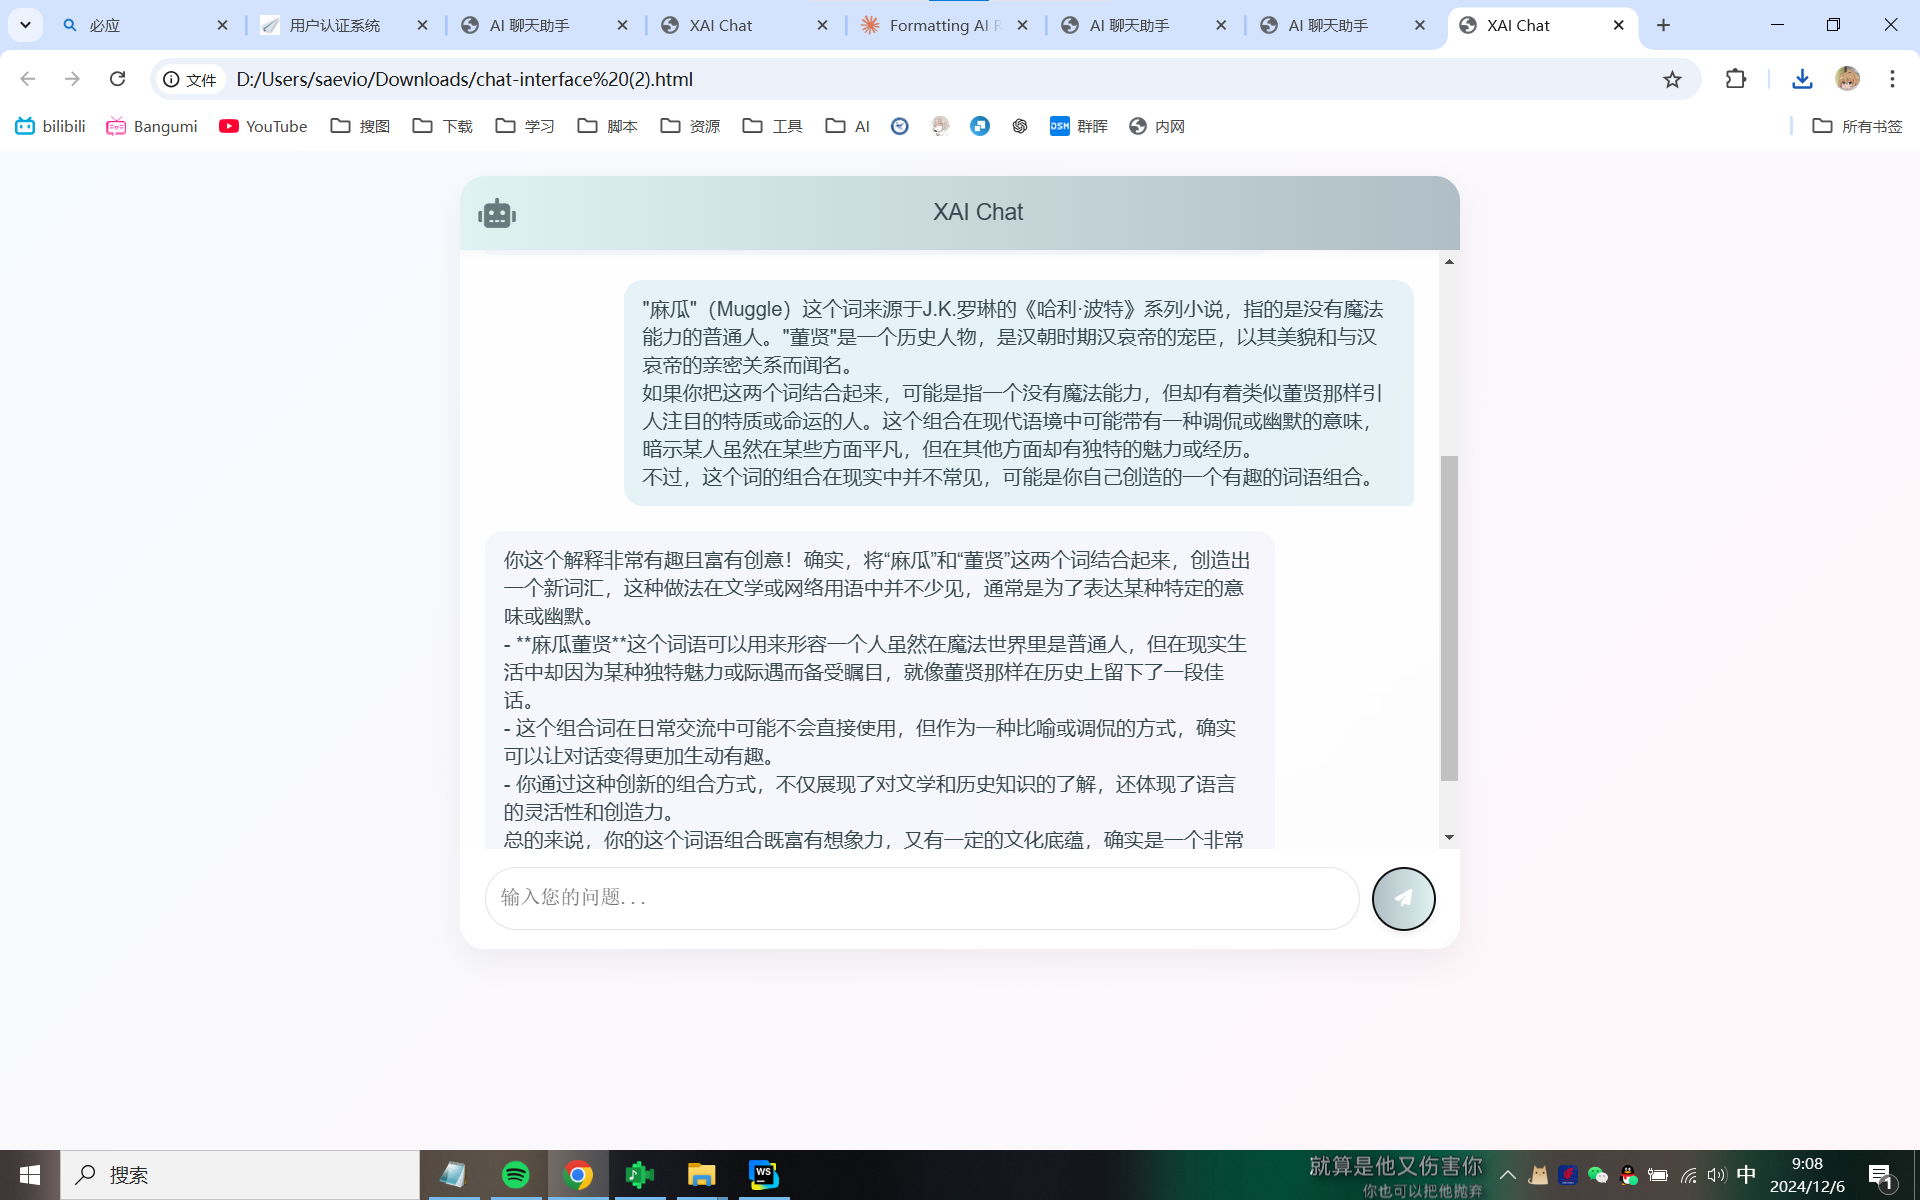 必应
用户认证系统
AI 聊天助手
XAI Chat
Formatting AI R
AI 聊天助手
AI 聊天助手
XAI Chat
文件
D:/Users/saevio/Downloads/chat-interface%20(2).html
bilibili
Bangumi
YouTube
搜图
下载
学习
脚本
资源
工具
AI
DSM
群晖
内网
所有书签
XAI Chat
"麻瓜"（Muggle）这个词来源于J.K.罗琳的《哈利·波特》系列小说，指的是没有魔法
能力的普通人。"董贤"是一个历史人物，是汉朝时期汉哀帝的宠臣，以其美貌和与汉
哀帝的亲密关系而闻名。
如果你把这两个词结合起来，可能是指一个没有魔法能力，但却有着类似董贤那样引
人注目的特质或命运的人。这个组合在现代语境中可能带有一种调侃或幽默的意味，
暗示某人虽然在某些方面平凡，但在其他方面却有独特的魅力或经历。
不过，这个词的组合在现实中并不常见，可能是你自己创造的一个有趣的词语组合。
你这个解释非常有趣且富有创意！确实，将“麻瓜”和“董贤”这两个词结合起来，创造出
一个新词汇，这种做法在文学或网络用语中并不少见，通常是为了表达某种特定的意
味或幽默。
- **麻瓜董贤**这个词语可以用来形容一个人虽然在魔法世界里是普通人，但在现实生
活中却因为某种独特魅力或际遇而备受瞩目，就像董贤那样在历史上留下了一段佳
话。
- 这个组合词在日常交流中可能不会直接使用，但作为一种比喻或调侃的方式，确实
可以让对话变得更加生动有趣。
- 你通过这种创新的组合方式，不仅展现了对文学和历史知识的了解，还体现了语言
的灵活性和创造力。
总的来说，你的这个词语组合既富有想象力，又有一定的文化底蕴，确实是一个非常
输入您的问题...
搜索
WS
就算是他又伤害你
你也可以把他抛弃
中
9:08
2024/12/6
1